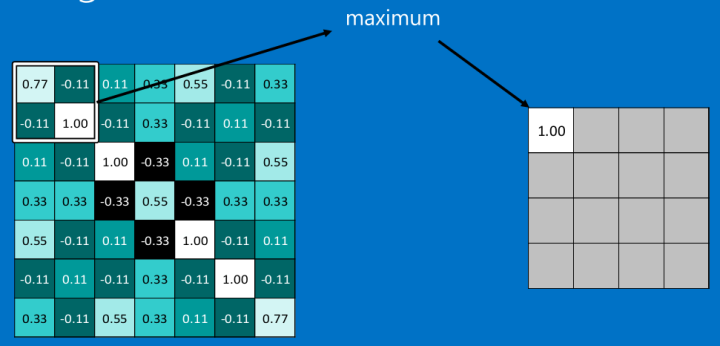 maximum
0.77 -0.11 0.11 0.33 0.55 -0.11 0.33
-0.11 1.00 -0.11 0.33 -0.11 0.11 -0.11
0.11 -0.11 1.00 -0.33 0.11 -0.11 0.55
0.33 0.33 -0.33 0.55 -0.33 0.33 0.33
0.55 -0.11 0.11 -0.33 1.00 -0.11 0.11
-0.11 0.11 -0.11 0.33 -0.11 1.00 -0.11
0.33 -0.11 0.55 0.33 0.11 -0.11 0.77
1.00